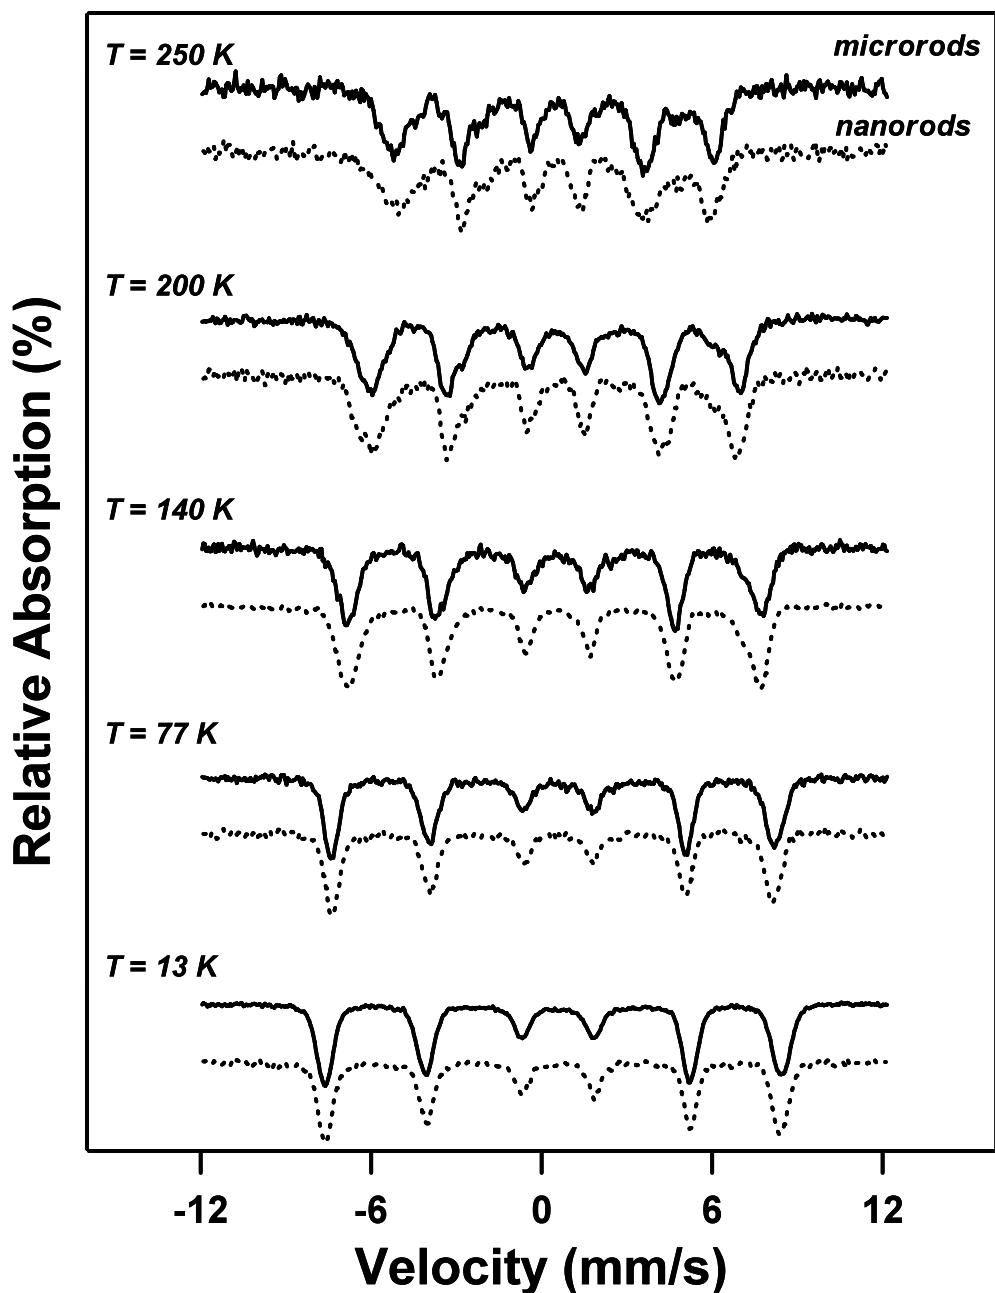 T = 250 K
microrods
nanorods
T = 200 K
T = 140 K
T = 77 K
T = 13 K
Relative Absorption (%)
-12 -6 0 6 12
Velocity (mm/s)